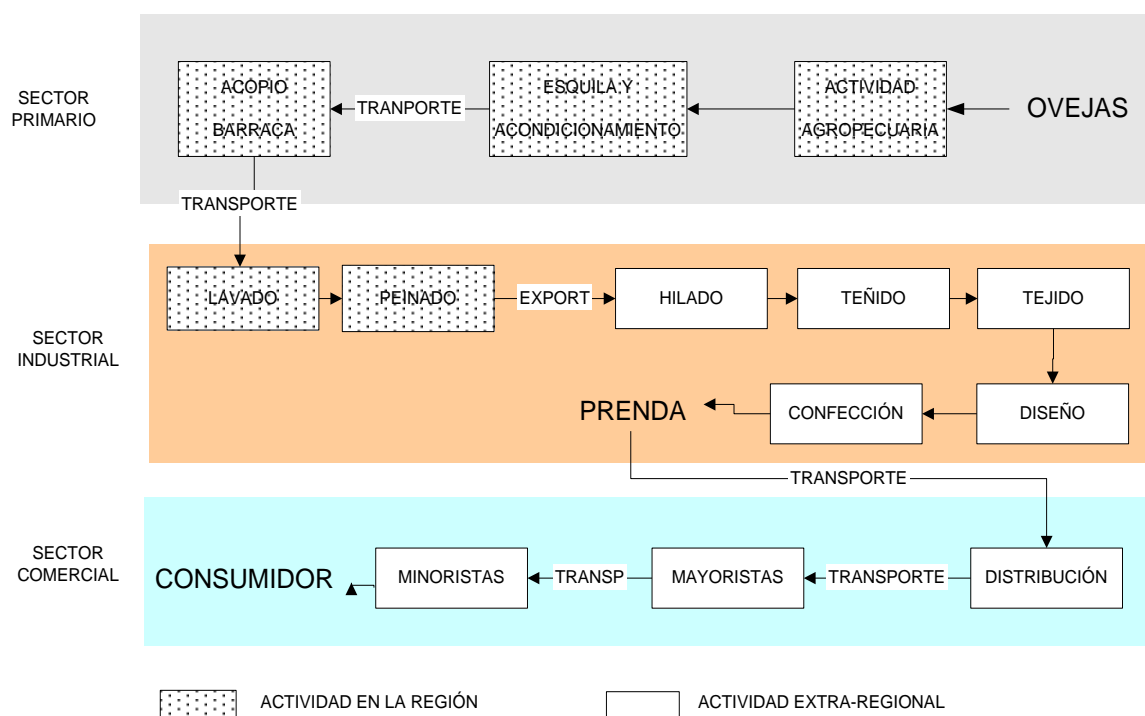 SECTOR
PRIMARIO
OVEJAS
ACTIVIDAD
AGROPECUARIA
ESQUILA Y
ACONDICIONAMIENTO
TRANPORTE
ACOPIO
BARRACA
TRANSPORTE
SECTOR
INDUSTRIAL
LAVADO
PEINADO
EXPORT
HILADO
TEÑIDO
TEJIDO
DISEÑO
CONFECCIÓN
PRENDA
TRANSPORTE
SECTOR
COMERCIAL
DISTRIBUCIÓN
TRANSPORTE
MAYORISTAS
TRANSP
MINORISTAS
CONSUMIDOR
ACTIVIDAD EN LA REGIÓN
ACTIVIDAD EXTRA-REGIONAL